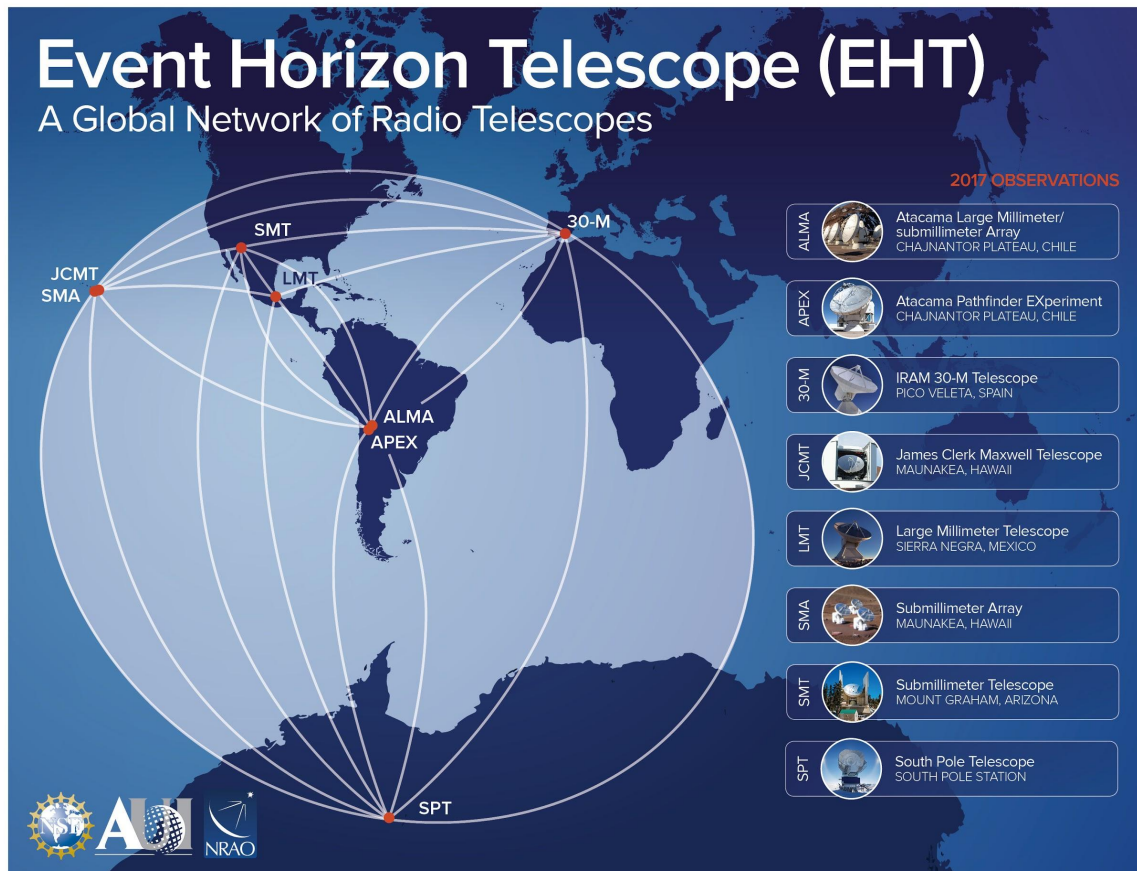 Event Horizon Telescope (EHT)
A Global Network of Radio Telescopes
2017 OBSERVATIONS
30-M
SMT
JCMT
SMA
LMT
ALMA
APEX
SPT
ALMA
Atacama Large Millimeter/
submillimeter Array
CHAJNANTOR PLATEAU, CHILE
APEX
Atacama Pathfinder EXperiment
CHAJNANTOR PLATEAU, CHILE
30-M
IRAM 30-M Telescope
PICO VELETA, SPAIN
JCMT
James Clerk Maxwell Telescope
MAUNAKEA, HAWAII
LMT
Large Millimeter Telescope
SIERRA NEGRA, MEXICO
SMA
Submillimeter Array
MAUNAKEA, HAWAII
SMT
Submillimeter Telescope
MOUNT GRAHAM, ARIZONA
SPT
South Pole Telescope
SOUTH POLE STATION
NSF
AUI
NRAO